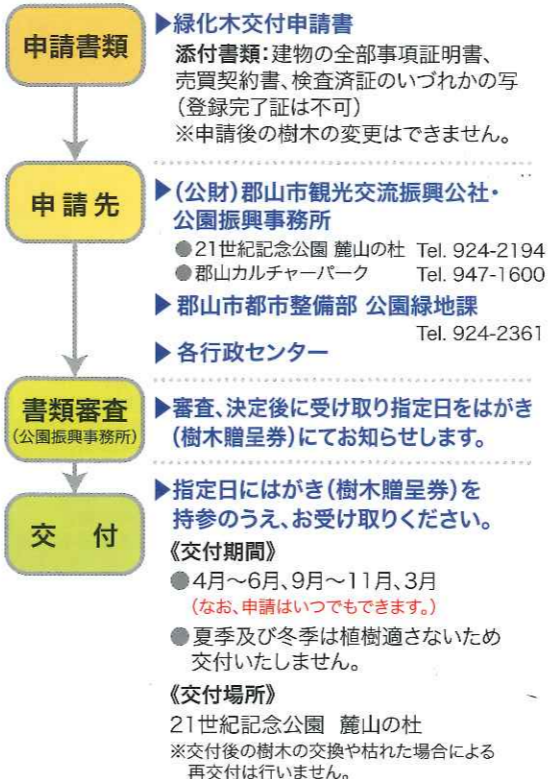 申請書類
▶緑化木交付申請書
添付書類：建物の全部事項証明書、
売買契約書、検査済証のいづれかの写
（登録完了証は不可）
※申請後の樹木の変更はできません。
申請先
▶(公財)郡山市観光交流振興公社・
公園振興事務所
●21世紀記念公園 麓山の杜 Tel. 924-2194
●郡山カルチャーパーク Tel. 947-1600
▶郡山市都市整備部 公園緑地課
Tel. 924-2361
▶各行政センター
書類審査
(公園振興事務所)
▶審査、決定後に受け取り指定日をはがき
(樹木贈呈券)にてお知らせします。
交 付
▶指定日にはがき(樹木贈呈券)を
持参のうえ、お受け取りください。
《交付期間》
●4月～6月、9月～11月、3月
(なお、申請はいつでもできます。)
●夏季及び冬季は植樹適さないため
交付いたしません。
《交付場所》
21世紀記念公園 麓山の杜
※交付後の樹木の交換や枯れた場合による
再交付は行いません。